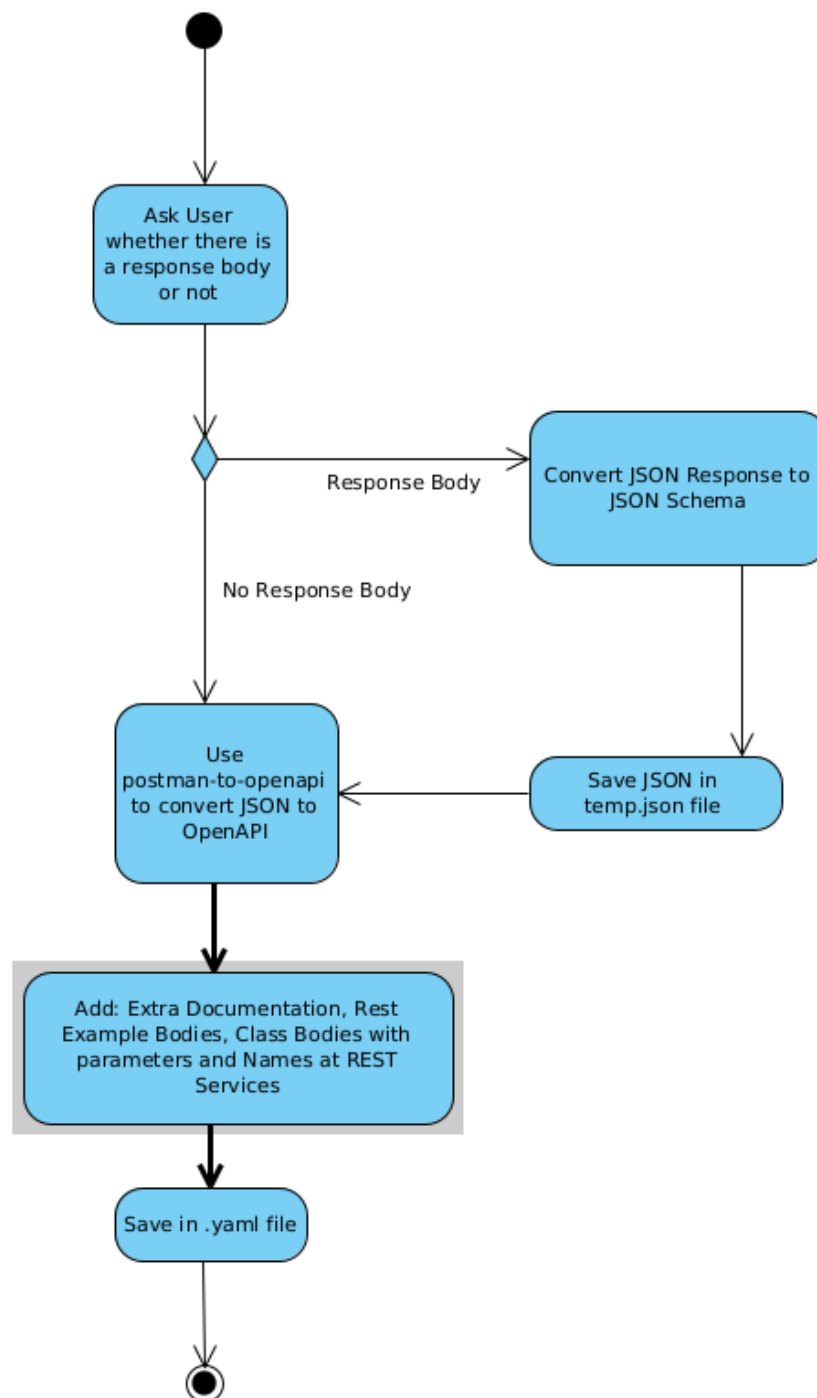 Ask User
whether there is
a response body
or not
Response Body
Convert JSON Response to
JSON Schema
No Response Body
Use
postman-to-openapi
to convert JSON to
OpenAPI
Save JSON in
temp.json file
Add: Extra Documentation, Rest
Example Bodies, Class Bodies with
parameters and Names at REST
Services
Save in .yaml file